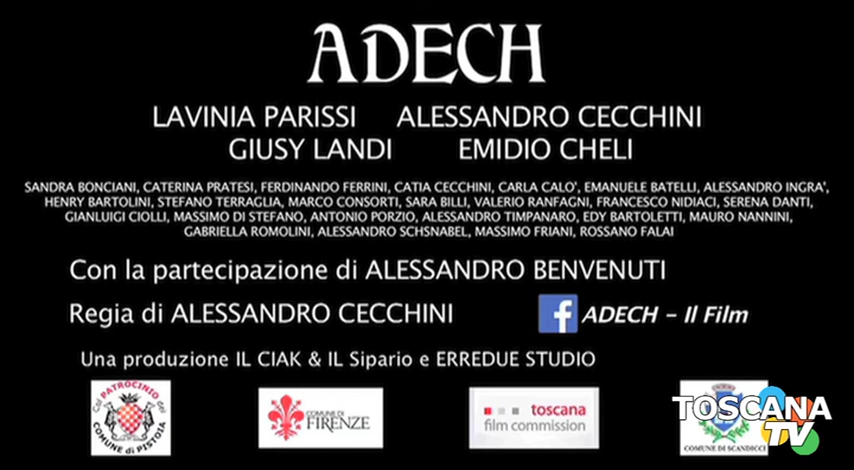 ADECH
LAVINIA PARISSI ALESSANDRO CECCHINI
GIUSY LANDI EMIDIO CHELI
SANDRA BONCIANI, CATERINA PRATESI, FERDINANDO FERRINI, CATIA CECCHINI, CARLA CALO', EMANUELE BATELLI, ALESSANDRO INGRA',
HENRY BARTOLINI, STEFANO TERRAGLIA, MARCO CONSORTI, SARA BILLI, VALERIO RANFAGNI, FRANCESCO NIDIACI, SERENA DANTI,
GIANLUIGI CIOLLI, MASSIMO DI STEFANO, ANTONIO PORZIO, ALESSANDRO TIMPANARO, EDY BARTOLETTI, MAURO NANNINI,
GABRIELLA ROMOLINI, ALESSANDRO SCHSNABEL, MASSIMO FRIANI, ROSSANO FALAI
Con la partecipazione di ALESSANDRO BENVENUTI
Regia di ALESSANDRO CECCHINI
f ADECH - Il Film
Una produzione IL CIAK & IL Sipario e ERREDUE STUDIO
Col PATROCINIO del
COMUNE DI PISTOIA
COMUNE DI
FIRENZE
toscana
film commission
COMUNE DI SCANDICCI
TOSCANA
TV